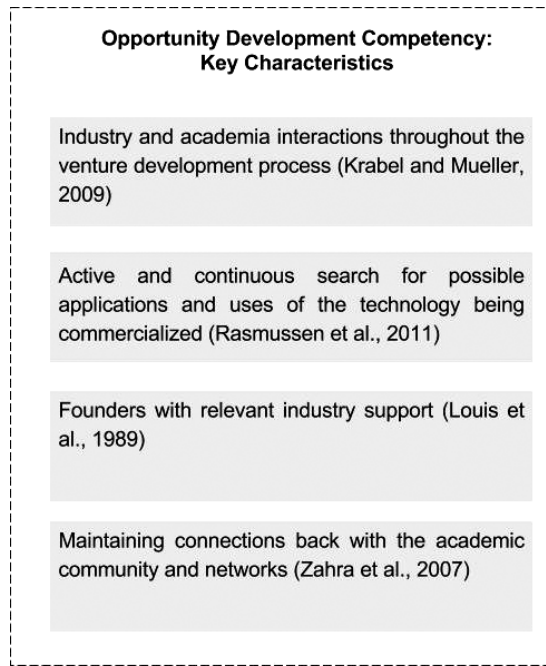 Opportunity Development Competency:
Key Characteristics
Industry and academia interactions throughout the
venture development process (Krabel and Mueller,
2009)
Active and continuous search for possible
applications and uses of the technology being
commercialized (Rasmussen et al., 2011)
Founders with relevant industry support (Louis et
al., 1989)
Maintaining connections back with the academic
community and networks (Zahra et al., 2007)